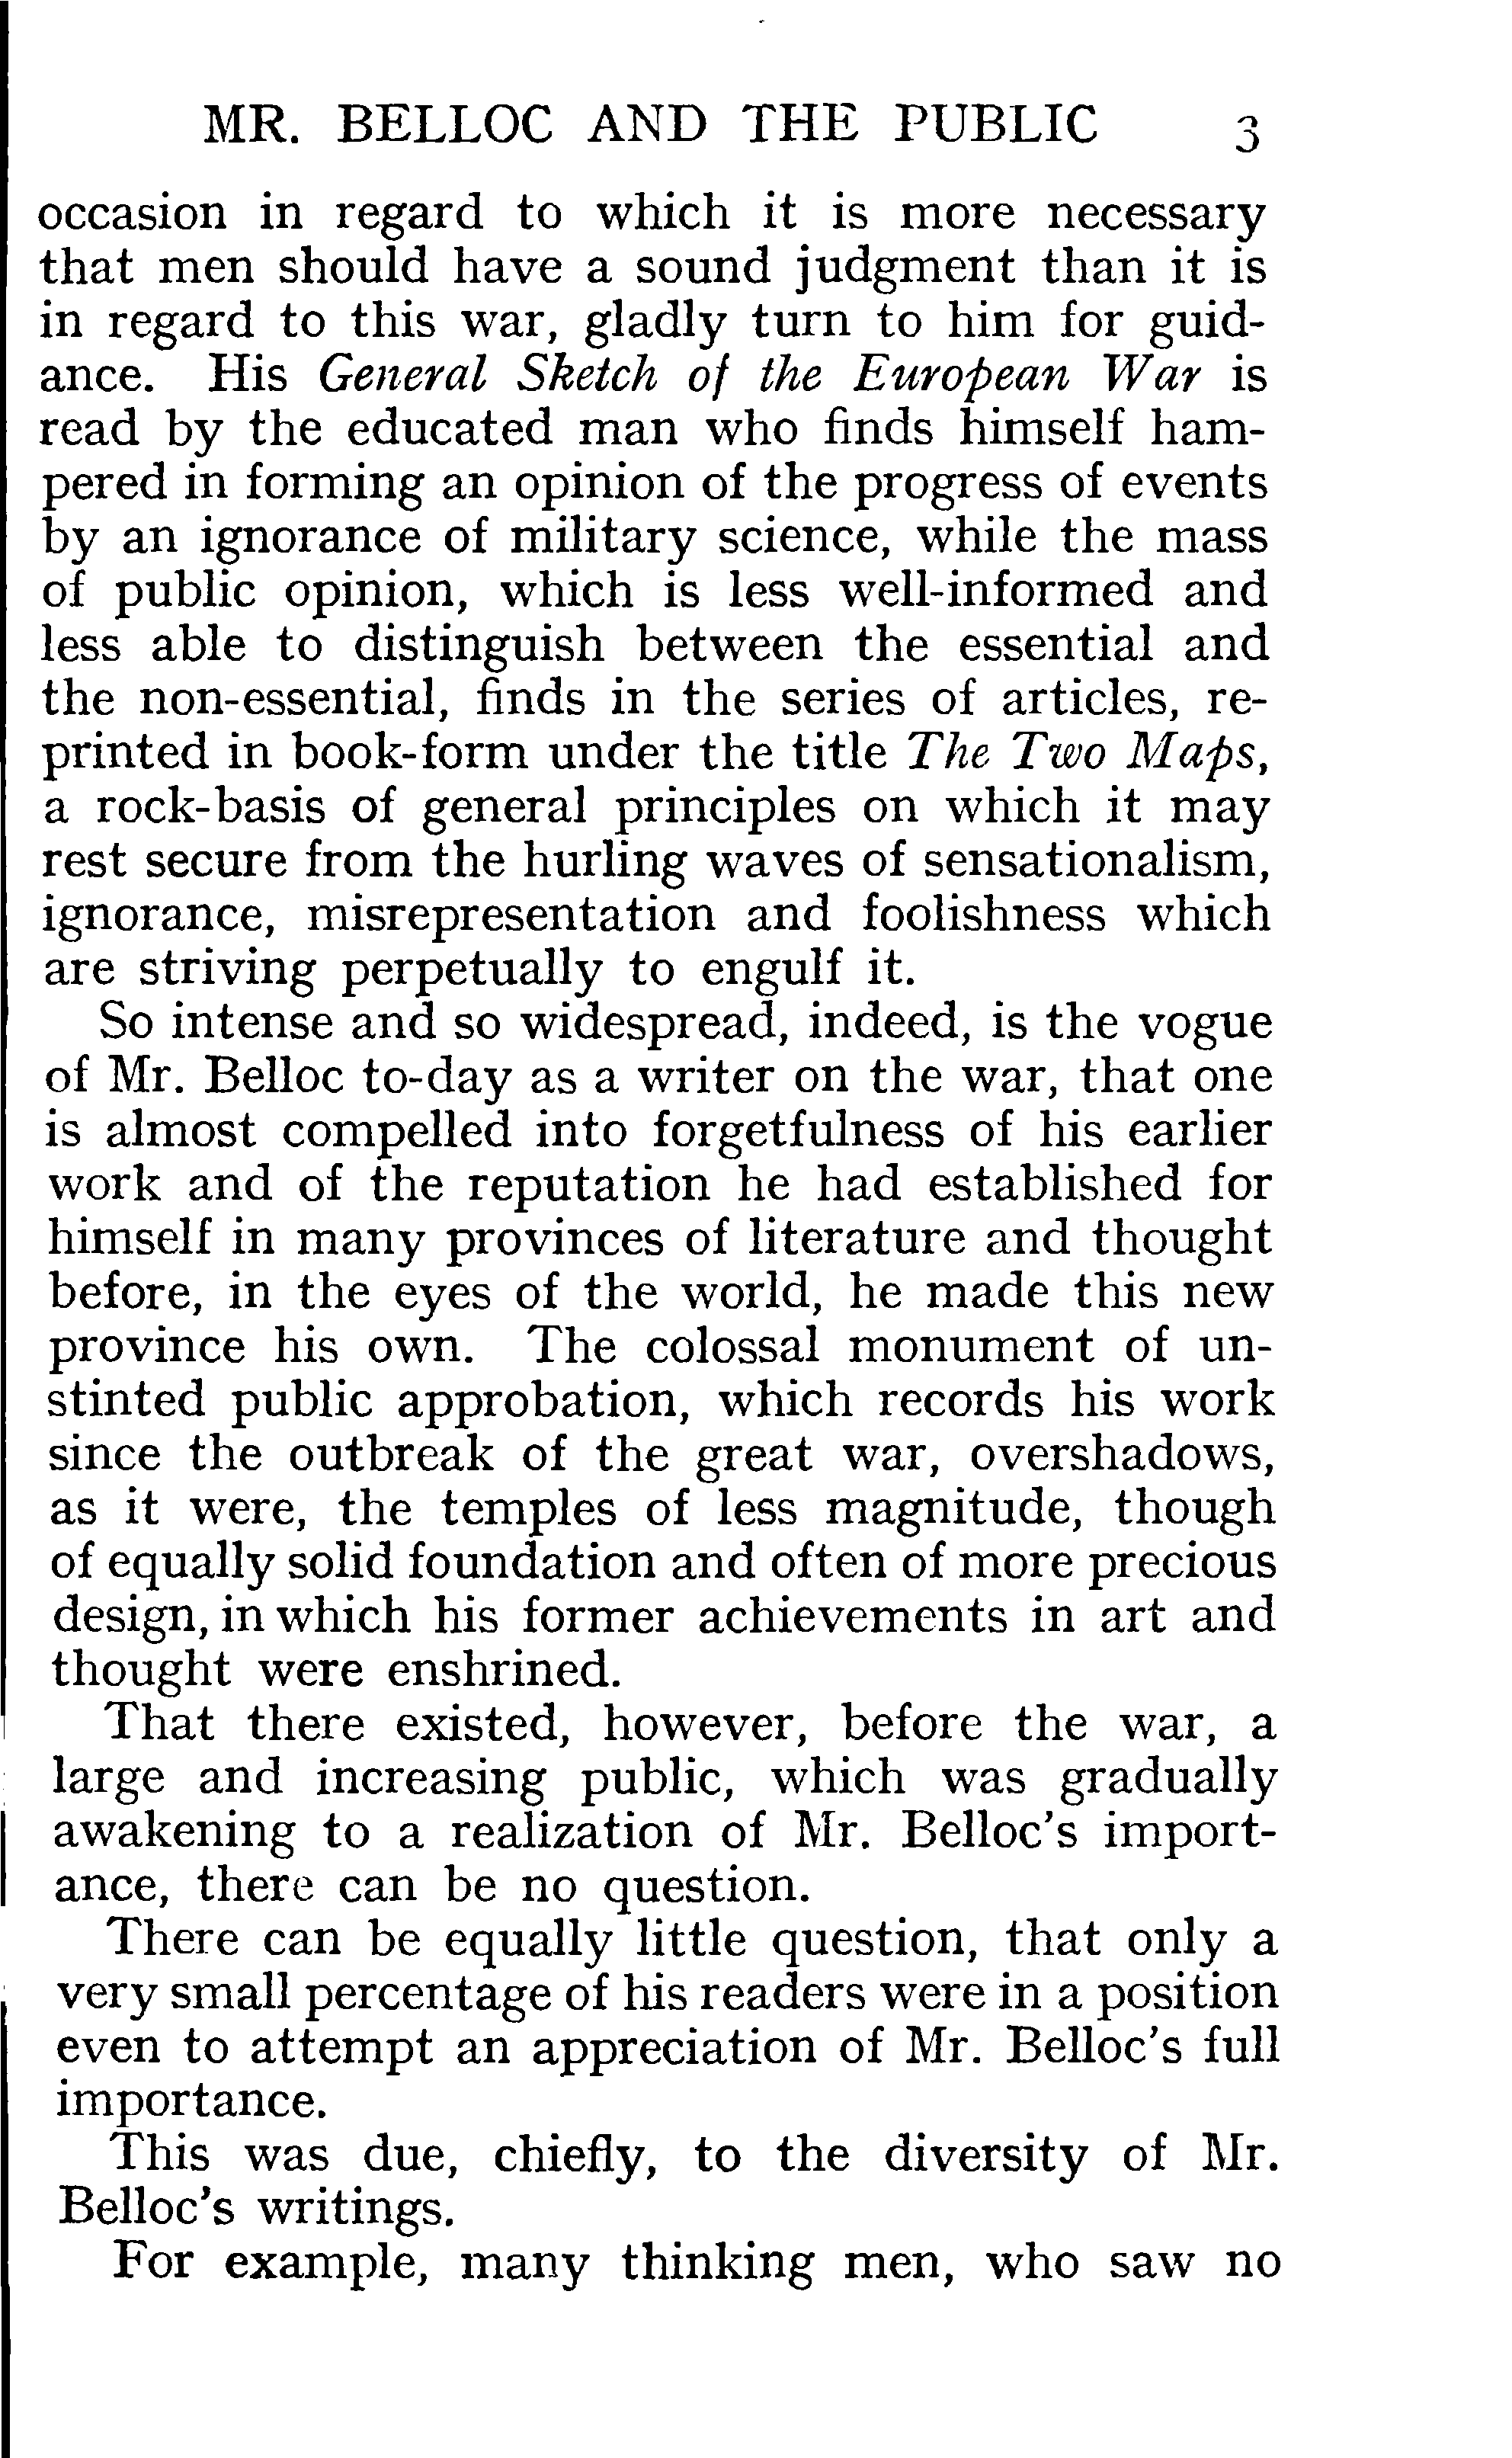 MR. BELLOC AND THE PUBLIC 3
occasion in regard to which it is more necessary
that men should have a sound judgment than it is
in regard to this war, gladly turn to him for guid-
ance. His General Sketch of the European War is
read by the educated man who finds himself ham-
pered in forming an opinion of the progress of events
by an ignorance of military science, while the mass
of public opinion, which is less well-informed and
less able to distinguish between the essential and
the non-essential, finds in the series of articles, re-
printed in book-form under the title The Two Maps,
a rock-basis of general principles on which it may
rest secure from the hurling waves of sensationalism,
ignorance, misrepresentation and foolishness which
are striving perpetually to engulf it.
So intense and so widespread, indeed, is the vogue
of Mr. Belloc to-day as a writer on the war, that one
is almost compelled into forgetfulness of his earlier
work and of the reputation he had established for
himself in many provinces of literature and thought
before, in the eyes of the world, he made this new
province his own. The colossal monument of un-
stinted public approbation, which records his work
since the outbreak of the great war, overshadows,
as it were, the temples of less magnitude, though
of equally solid foundation and often of more precious
design, in which his former achievements in art and
thought were enshrined.
That there existed, however, before the war, a
large and increasing public, which was gradually
awakening to a realization of Mr. Belloc's import-
ance, there can be no question.
There can be equally little question, that only a
very small percentage of his readers were in a position
even to attempt an appreciation of Mr. Belloc's full
importance.
This was due, chiefly, to the diversity of Mr.
Belloc's writings.
For example, many thinking men, who saw no